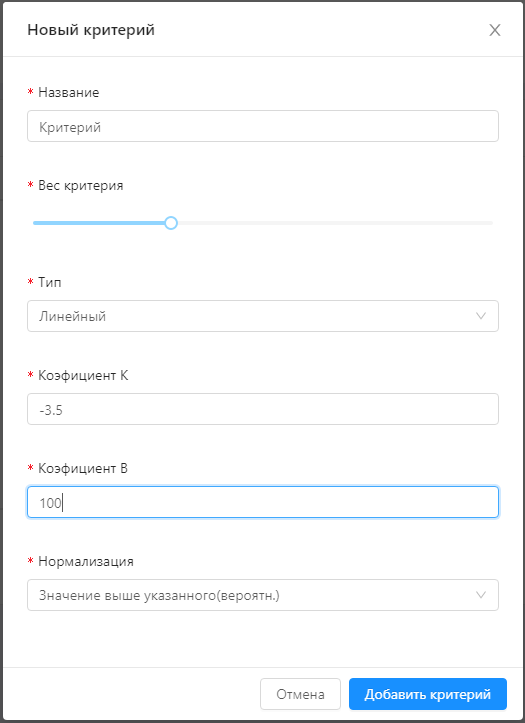 Новый критерий
* Название
Критерий
* Вес критерия
* Тип
Линейный
* Коэфициент К
-3.5
* Коэфициент В
100
* Нормализация
Значение выше указанного(вероятн.)
Отмена
Добавить критерий